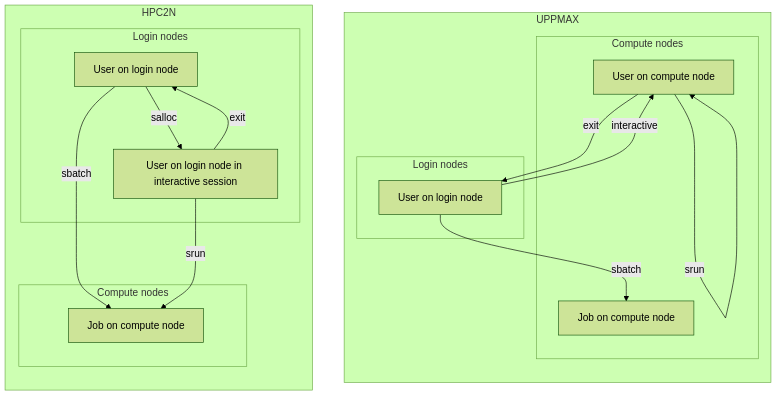 HPC2N
Login nodes
User on login node
salloc
exit
User on login node in
interactive session
sbatch
srun
Compute nodes
Job on compute node
UPPMAX
Compute nodes
User on compute node
exit
interactive
Login nodes
User on login node
sbatch
srun
Job on compute node